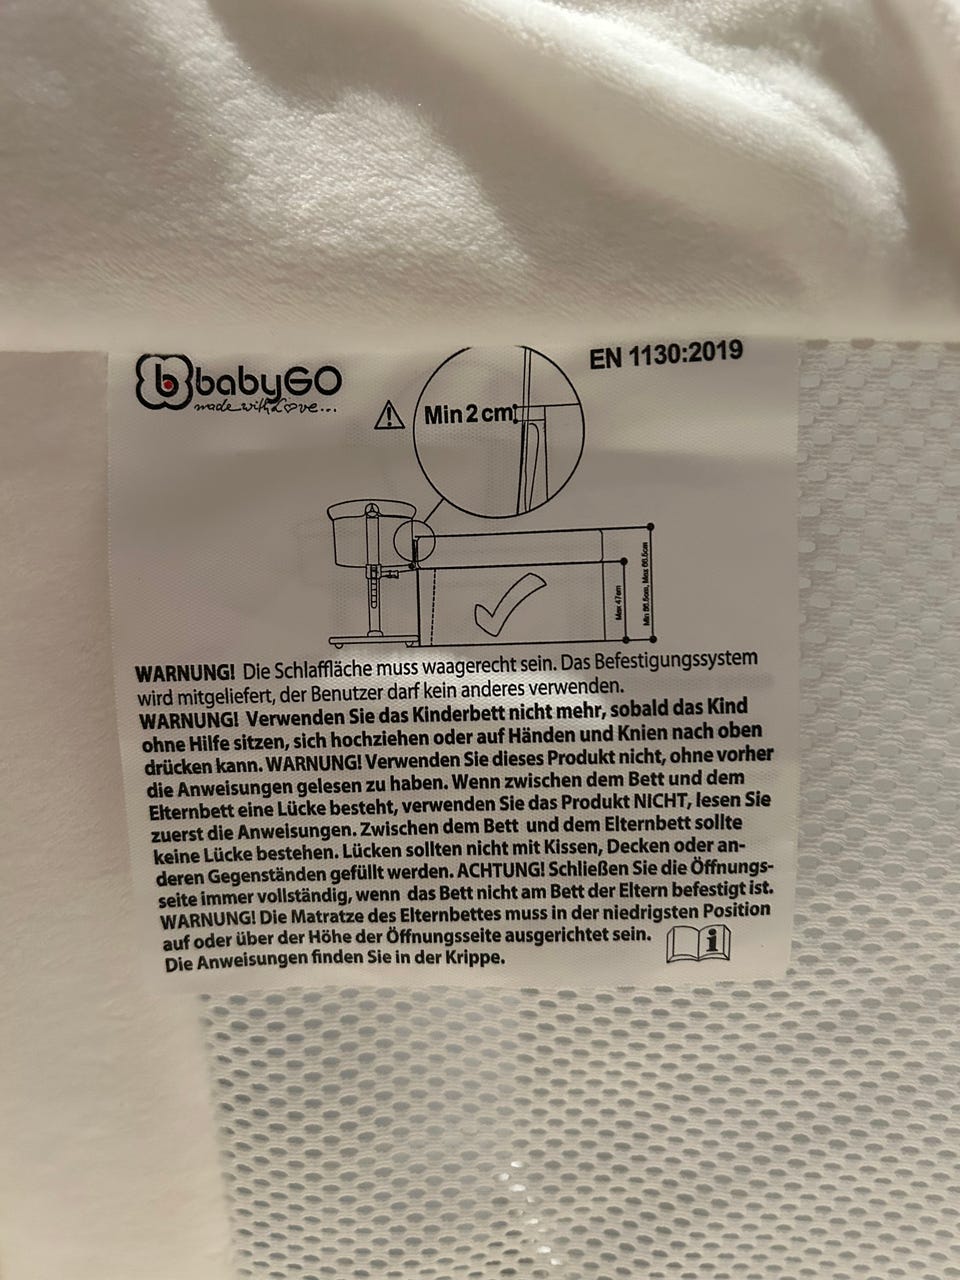 babyGO
made with Love...
EN 1130:2019
Min 2 cm
Max 47cm
WARNUNG! Die Schlaffläche muss waagerecht sein. Das Befestigungssystem
wird mitgeliefert, der Benutzer darf kein anderes verwenden.
WARNUNG! Verwenden Sie das Kinderbett nicht mehr, sobald das Kind
ohne Hilfe sitzen, sich hochziehen oder auf Händen und Knien nach oben
drücken kann. WARNUNG! Verwenden Sie dieses Produkt nicht, ohne vorher
die Anweisungen gelesen zu haben. Wenn zwischen dem Bett und dem
Elternbett eine Lücke besteht, verwenden Sie das Produkt NICHT, lesen Sie
zuerst die Anweisungen. Zwischen dem Bett und dem Elternbett sollte
keine Lücke bestehen. Lücken sollten nicht mit Kissen, Decken oder an-
deren Gegenständen gefüllt werden. ACHTUNG! Schließen Sie die Öffnungs-
seite immer vollständig, wenn das Bett nicht am Bett der Eltern befestigt ist.
WARNUNG! Die Matratze des Elternbettes muss in der niedrigsten Position
auf oder über der Höhe der Öffnungsseite ausgerichtet sein.
Die Anweisungen finden Sie in der Krippe.